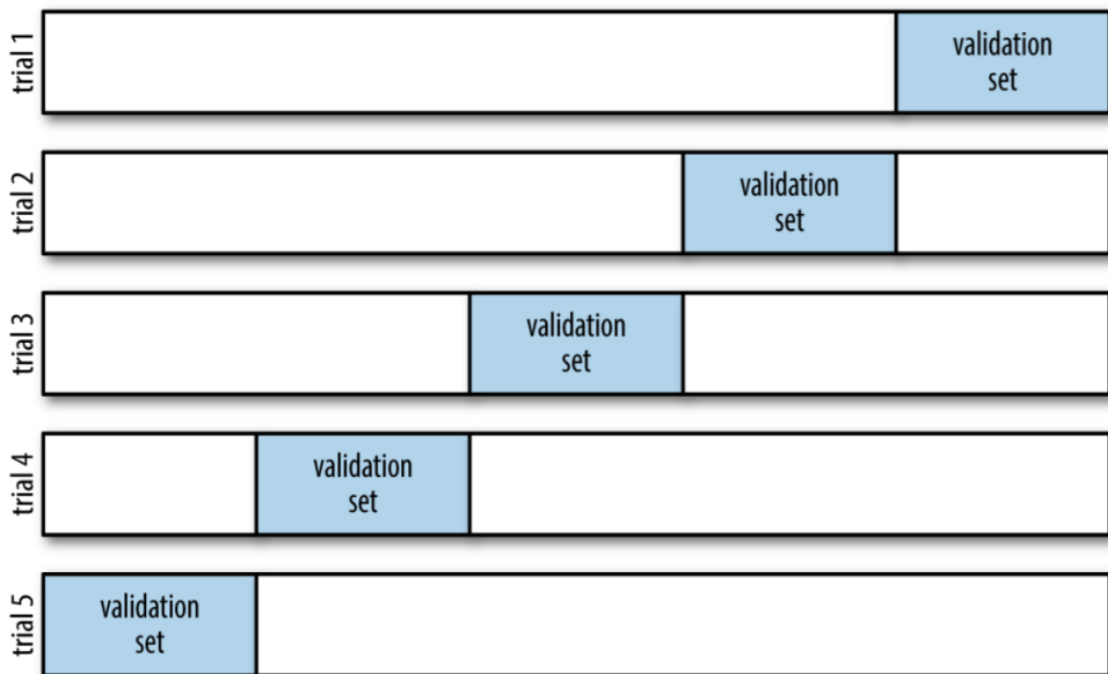 trial 1
validation
set
trial 2
validation
set
trial 3
validation
set
trial 4
validation
set
trial 5
validation
set